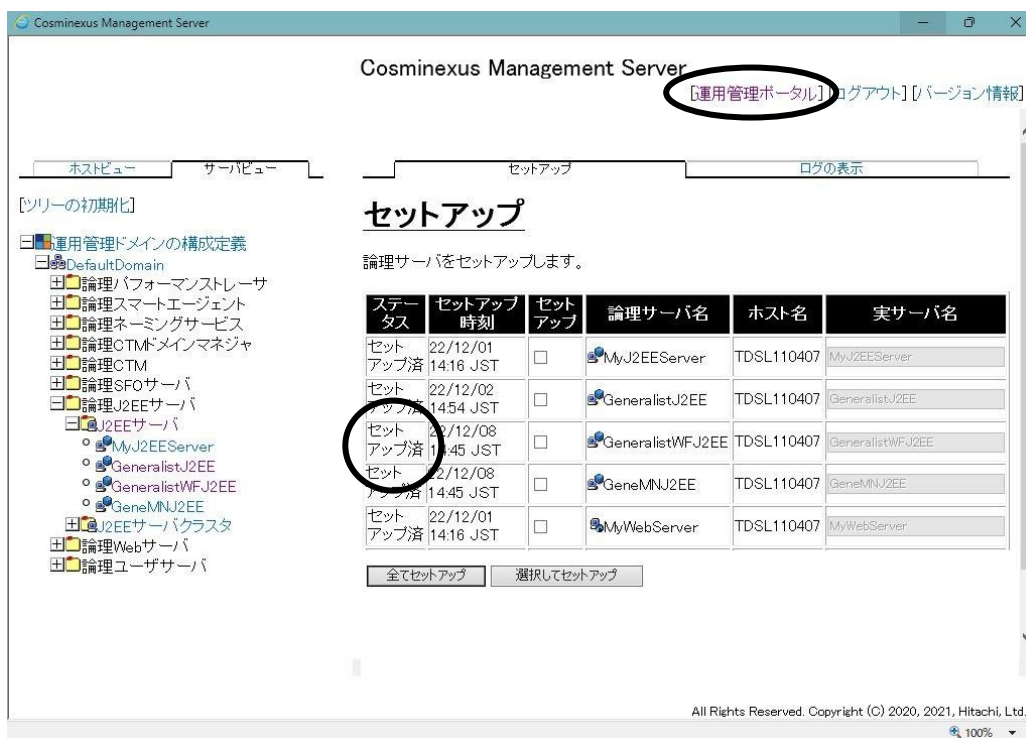 Cosminexus Management Server
Cosminexus Management Server
[運用管理ポータル] [ログアウト] [バージョン情報]
ホストビュー サーバビュー セットアップ ログの表示
[ツリーの初期化]
運用管理ドメインの構成定義
DefaultDomain
論理パフォーマンストレーサ
論理スマートエージェント
論理ネーミングサービス
論理CTMドメインマネジャ
論理CTM
論理SFOサーバ
論理J2EEサーバ
J2EEサーバ
MyJ2EEServer
GeneralistJ2EE
GeneralistWFJ2EE
GeneMNJ2EE
J2EEサーバクラスタ
論理Webサーバ
論理ユーザサーバ
セットアップ
論理サーバをセットアップします。
ステータス セットアップ時刻 セットアップ 論理サーバ名 ホスト名 実サーバ名
セットアップ済 22/12/01 14:16 JST MyJ2EEServer TDSL110407 MyJ2EEServer
セットアップ済 22/12/02 14:54 JST GeneralistJ2EE TDSL110407 GeneralistJ2EE
セットアップ済 22/12/08 14:45 JST GeneralistWFJ2EE TDSL110407 GeneralistWFJ2EE
セットアップ済 22/12/08 14:45 JST GeneMNJ2EE TDSL110407 GeneMNJ2EE
セットアップ済 22/12/01 14:16 JST MyWebServer TDSL110407 MyWebServer
全てセットアップ 選択してセットアップ
All Rights Reserved. Copyright (C) 2020, 2021, Hitachi, Ltd.
100%